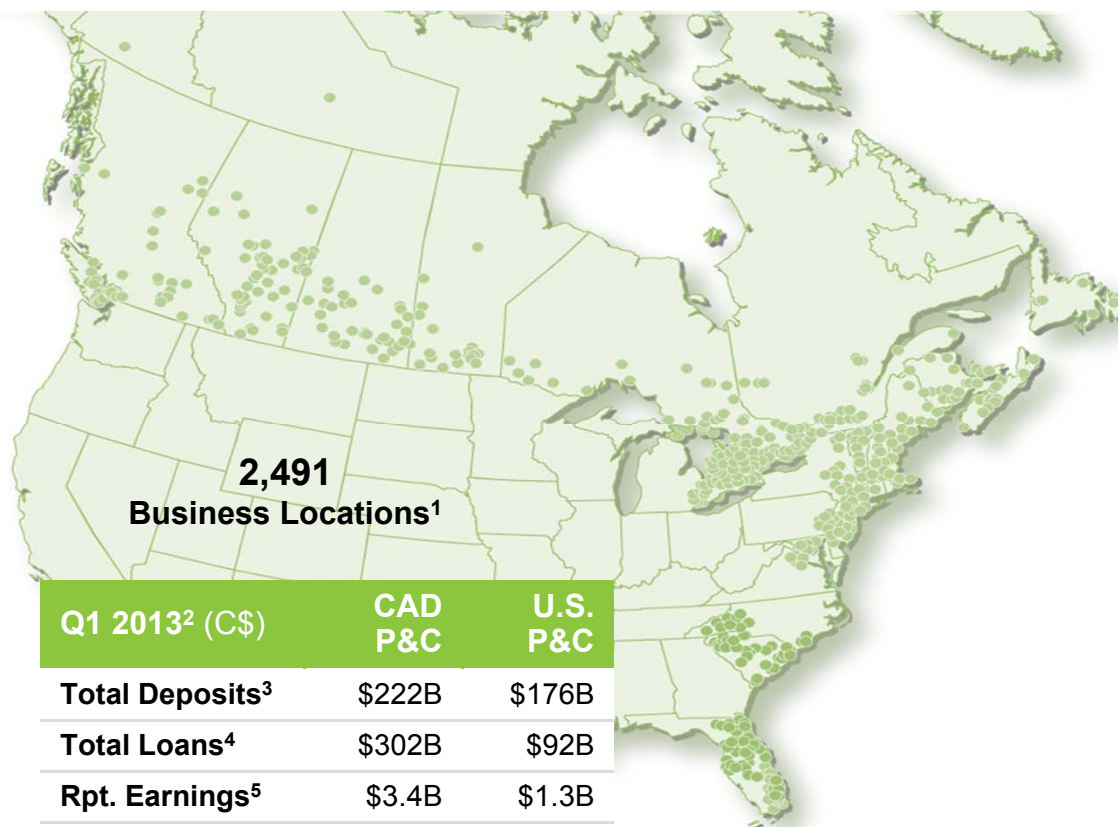 2,491
Business Locations¹
Q1 2013² (C$) CAD P&C U.S. P&C
Total Deposits³ $222B $176B
Total Loans⁴ $302B $92B
Rpt. Earnings⁵ $3.4B $1.3B